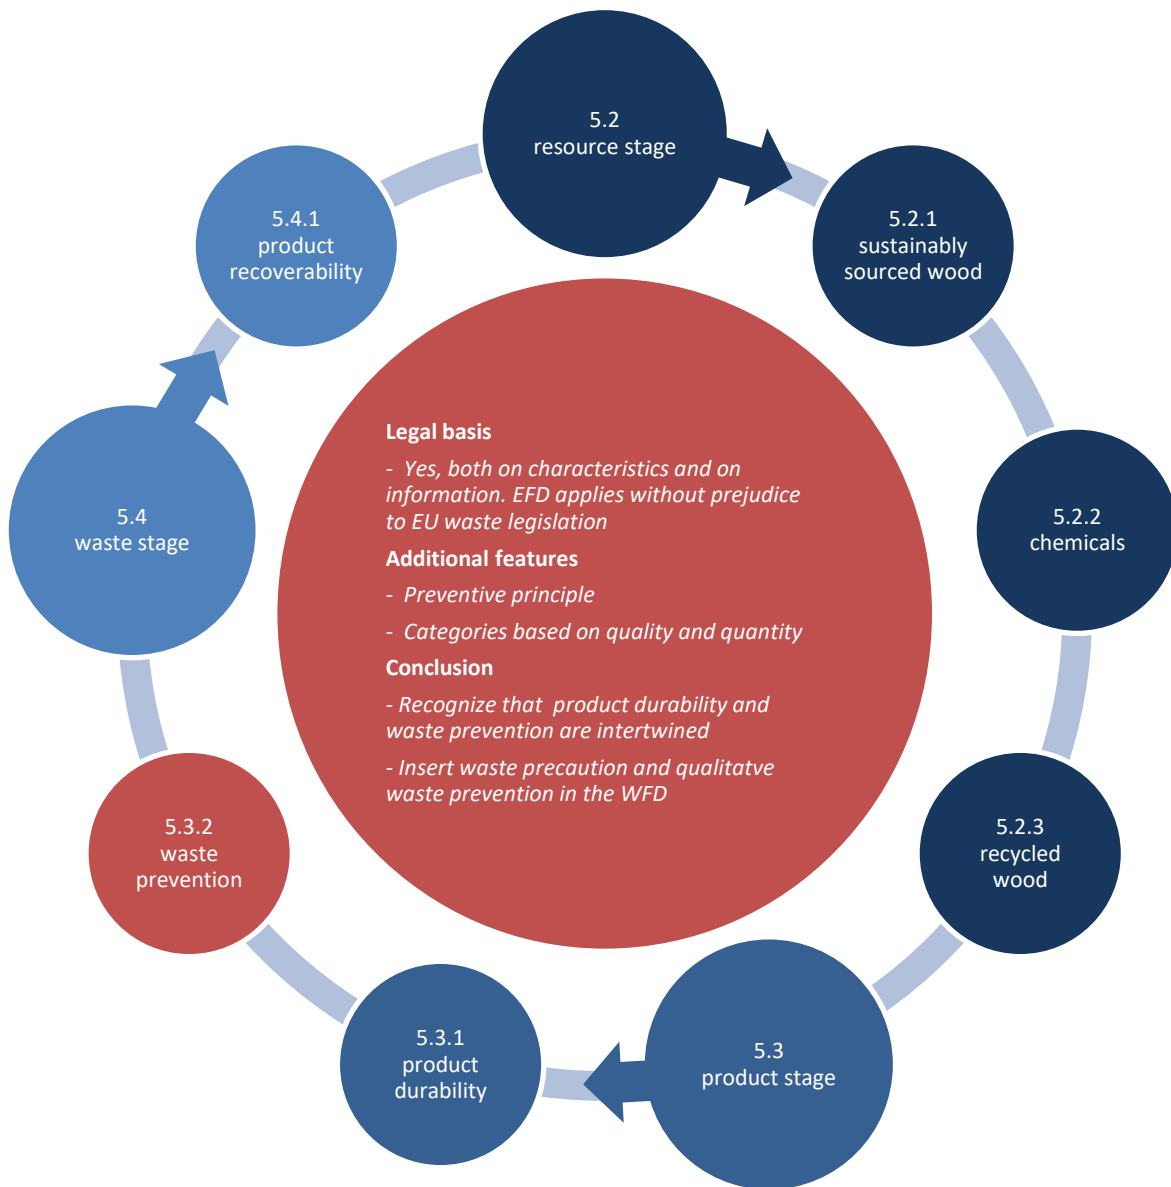 5.2
resource stage
5.2.1
sustainably
sourced wood
5.2.2
chemicals
5.2.3
recycled
wood
5.3
product stage
5.3.1
product
durability
5.3.2
waste
prevention
5.4
waste stage
5.4.1
product
recoverability
Legal basis
- Yes, both on characteristics and on
information. EFD applies without prejudice
to EU waste legislation
Additional features
- Preventive principle
- Categories based on quality and quantity
Conclusion
- Recognize that product durability and
waste prevention are intertwined
- Insert waste precaution and qualitatve
waste prevention in the WFD